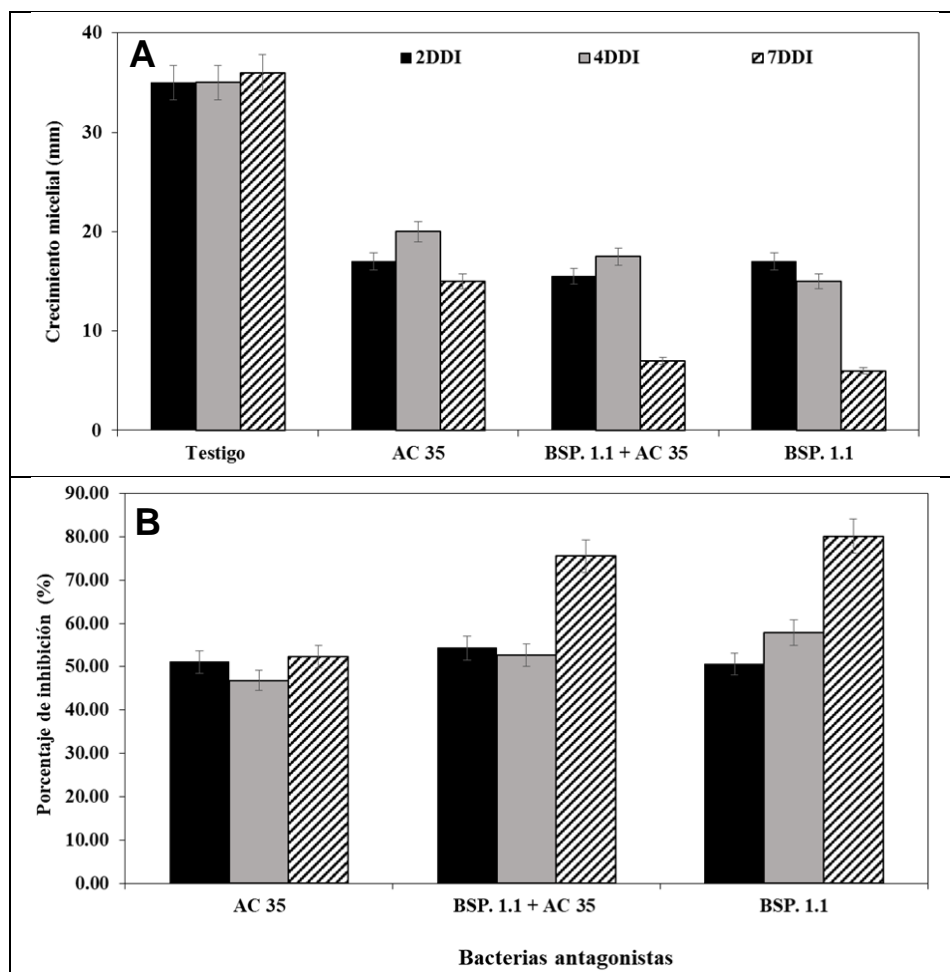 A
2DDI 4DDI 7DDI
Crecimiento micelial (mm)
40
30
20
10
0
Testigo AC 35 BSP. 1.1 + AC 35 BSP. 1.1
B
Porcentaje de inhibición (%)
90.00
80.00
70.00
60.00
50.00
40.00
30.00
20.00
10.00
0.00
AC 35 BSP. 1.1 + AC 35 BSP. 1.1
Bacterias antagonistas